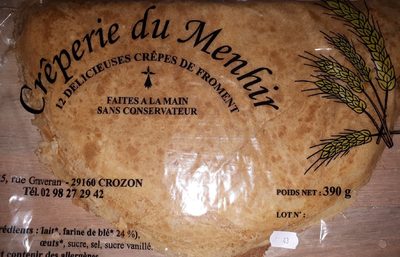 Crêperie du Menhir
12 DELICIEUSES CRÊPES DE FROMENT
FAITES A LA MAIN
SANS CONSERVATEUR
5, rue Graveran - 29160 CROZON
Tél. 02 98 27 29 42
POIDS NET : 390 g
LOT N° :
rédients : lait*, farine de blé* 24 %),
œufs*, sucre, sel, sucre vanillé.
t contenir des allergènes